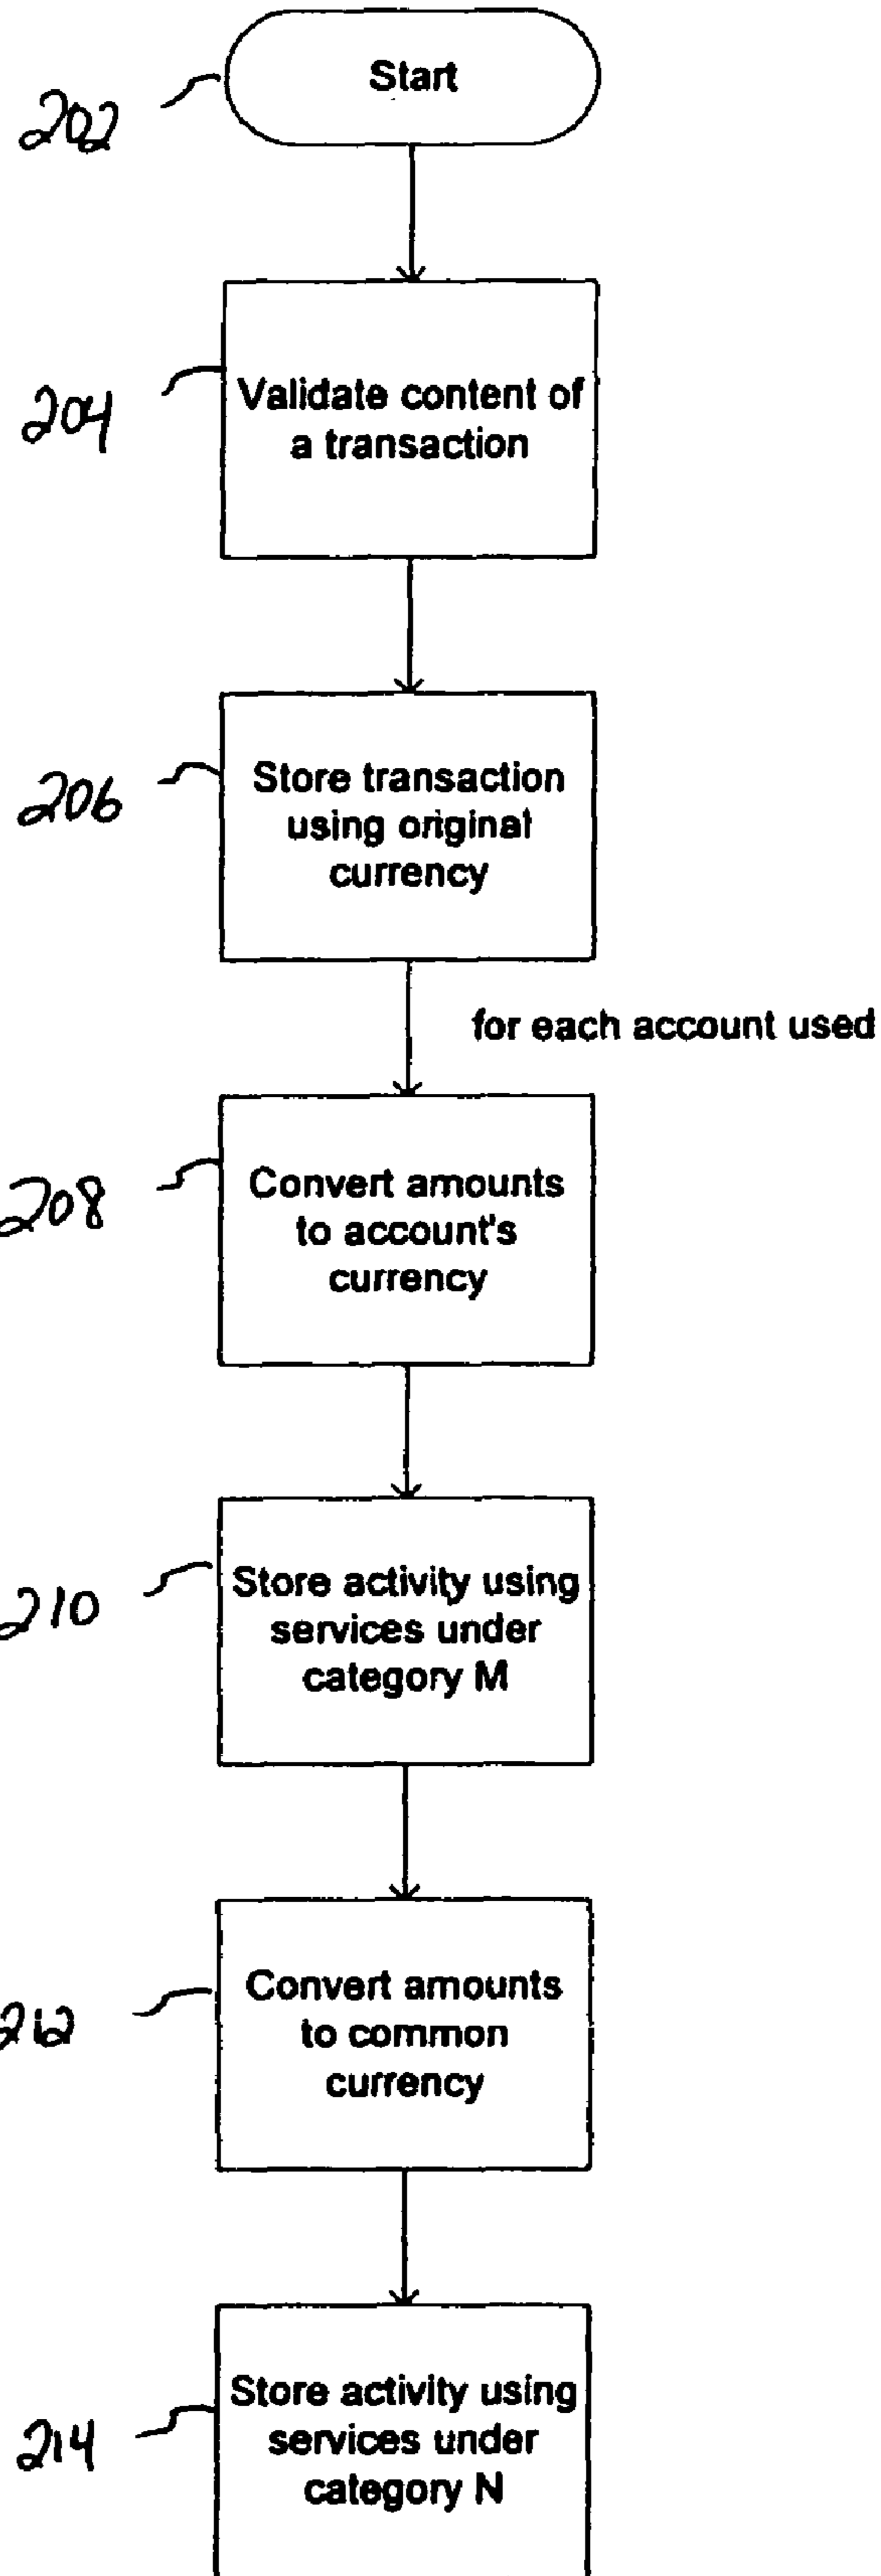 Start
202
Validate content of
a transaction
204
Store transaction
using original
currency
206
for each account used
Convert amounts
to account's
currency
208
Store activity using
services under
category M
210
Convert amounts
to common
currency
212
Store activity using
services under
category N
214